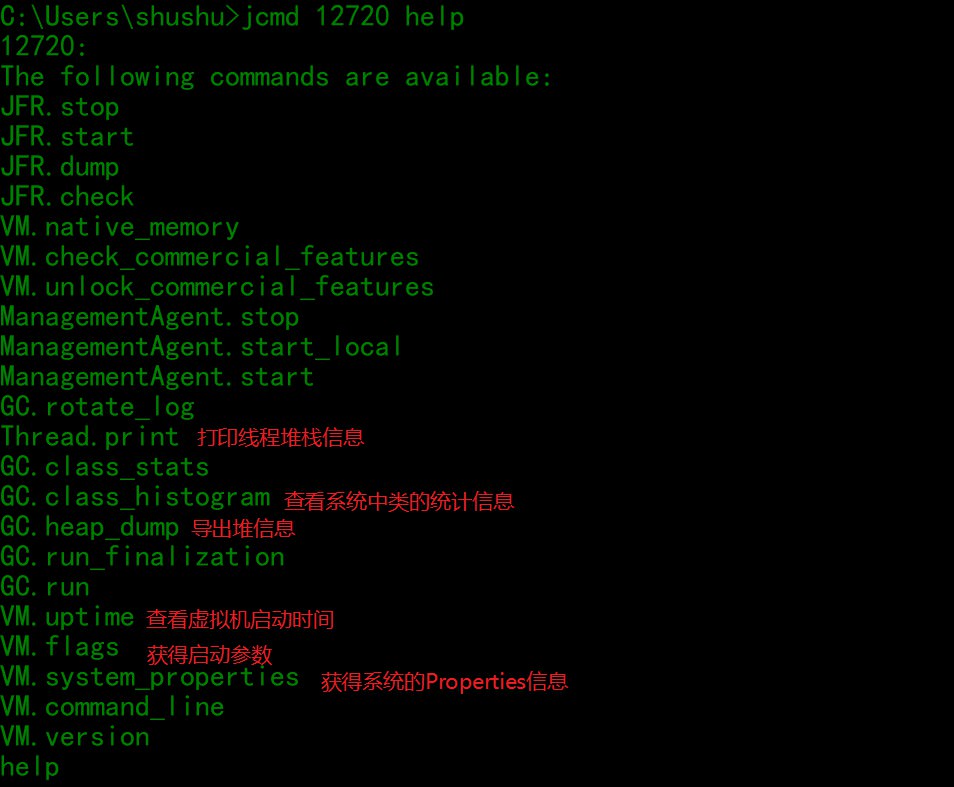 C:\Users\shushu>jcmd 12720 help
12720:
The following commands are available:
JFR.stop
JFR.start
JFR.dump
JFR.check
VM.native_memory
VM.check_commercial_features
VM.unlock_commercial_features
ManagementAgent.stop
ManagementAgent.start_local
ManagementAgent.start
GC.rotate_log
Thread.print 打印线程堆栈信息
GC.class_stats
GC.class_histogram 查看系统中类的统计信息
GC.heap_dump 导出堆信息
GC.run_finalization
GC.run
VM.uptime 查看虚拟机启动时间
VM.flags 获得启动参数
VM.system_properties 获得系统的Properties信息
VM.command_line
VM.version
help